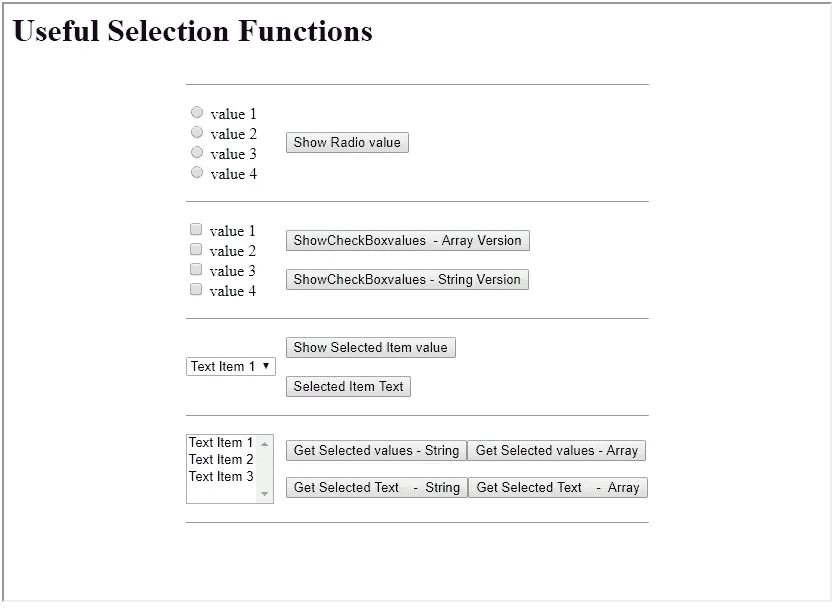 Useful Selection Functions
value 1
value 2
value 3
value 4
Show Radio value
value 1
value 2
value 3
value 4
ShowCheckBoxvalues - Array Version
ShowCheckBoxvalues - String Version
Text Item 1
Show Selected Item value
Selected Item Text
Text Item 1
Text Item 2
Text Item 3
Get Selected values - String
Get Selected values - Array
Get Selected Text - String
Get Selected Text - Array